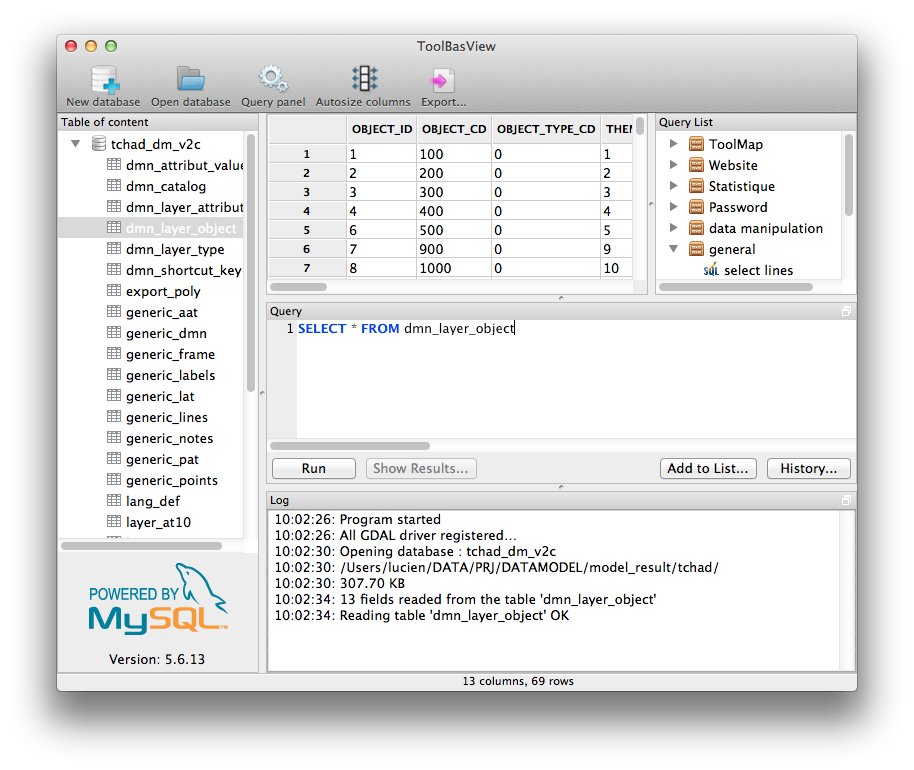 ToolBasView
New database Open database Query panel Autosize columns Export...
Table of content
tchad_dm_v2c
dmn_attribut_value
dmn_catalog
dmn_layer_attribut
dmn_layer_object
dmn_layer_type
dmn_shortcut_key
export_poly
generic_aat
generic_dmn
generic_frame
generic_labels
generic_lat
generic_lines
generic_notes
generic_pat
generic_points
lang_def
layer_at10
POWERED BY
MySQL™
Version: 5.6.13
OBJECT_ID OBJECT_CD OBJECT_TYPE_CD THEM
1 1 100 0 1
2 2 200 0 2
3 3 300 0 3
4 4 400 0 4
5 6 500 0 5
6 7 900 0 9
7 8 1000 0 10
Query List
ToolMap
Website
Statistique
Password
data manipulation
general
SQL select lines
Query
1 SELECT * FROM dmn_layer_object
Run Show Results... Add to List... History...
Log
10:02:26: Program started
10:02:26: All GDAL driver registered...
10:02:30: Opening database : tchad_dm_v2c
10:02:30: /Users/lucien/DATA/PRJ/DATAMODEL/model_result/tchad/
10:02:30: 307.70 KB
10:02:34: 13 fields readed from the table 'dmn_layer_object'
10:02:34: Reading table 'dmn_layer_object' OK
13 columns, 69 rows